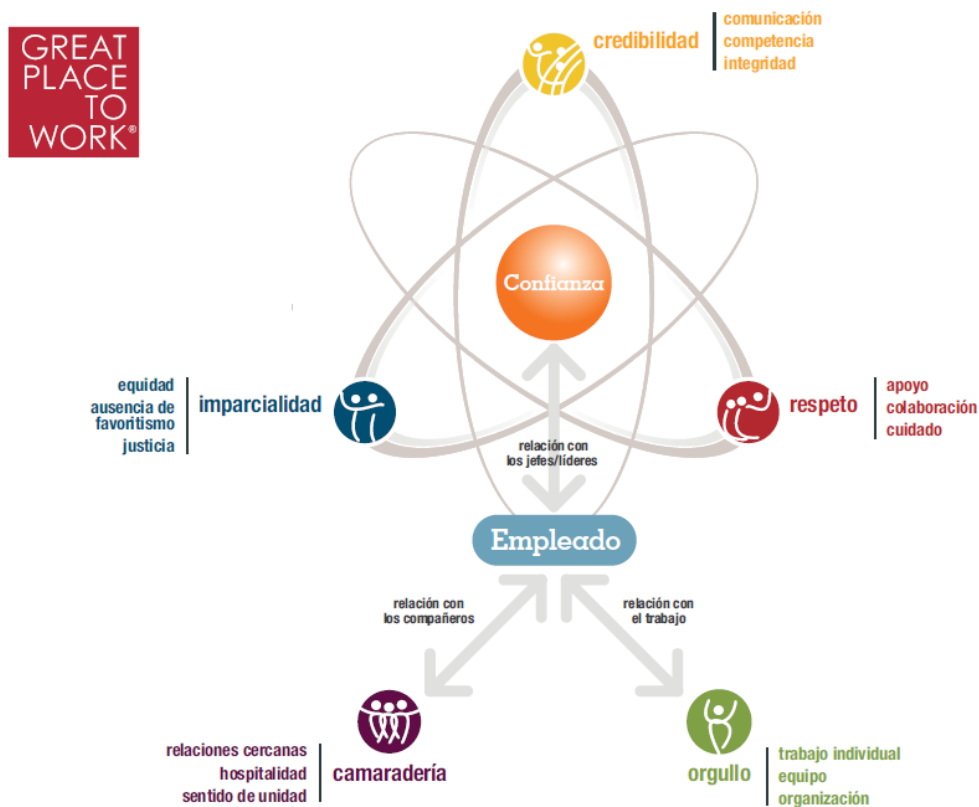 GREAT
PLACE
TO
WORK®
credibilidad
comunicación
competencia
integridad
Confianza
equidad
ausencia de
favoritismo
justicia
imparcialidad
respeto
apoyo
colaboración
cuidado
relación con
los jefes/líderes
Empleado
relación con
los compañeros
relación con
el trabajo
relaciones cercanas
hospitalidad
sentido de unidad
camaradería
orgullo
trabajo individual
equipo
organización